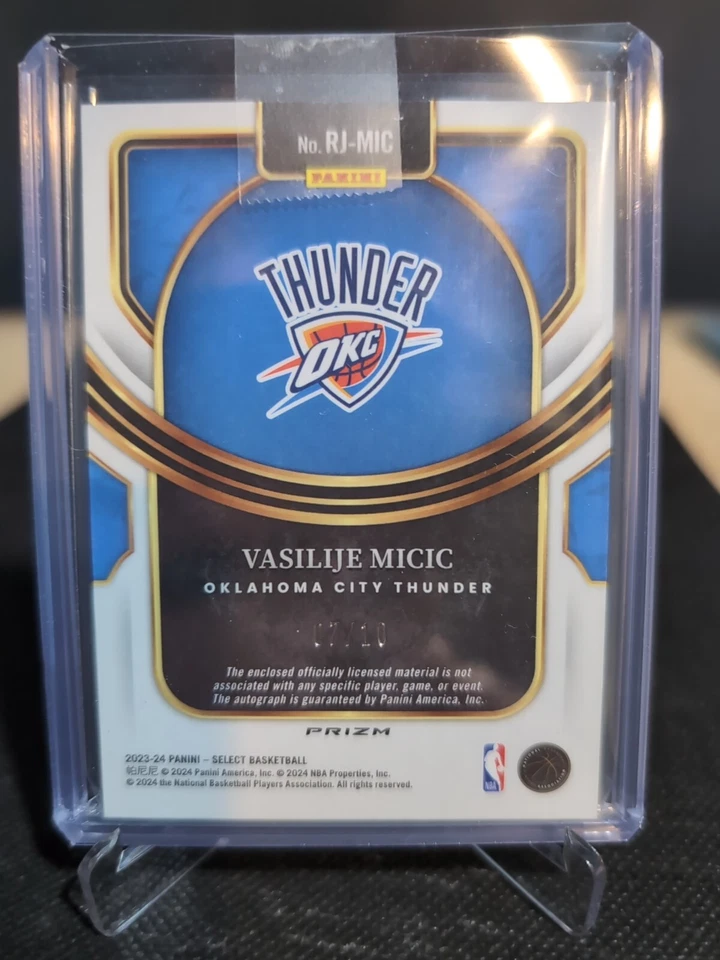 No. RJ-MIC
PANINI
THUNDER
OKC
VASILIJE MICIC
OKLAHOMA CITY THUNDER
07/10
The enclosed officially licensed material is not
associated with any specific player, game, or event.
The autograph is guaranteed by Panini America, Inc.
PRIZM
2023-24 PANINI – SELECT BASKETBALL
帕尼尼 © 2024 Panini America, Inc. © 2024 NBA Properties, Inc.
© 2024 the National Basketball Players Association. All rights reserved.
NBA